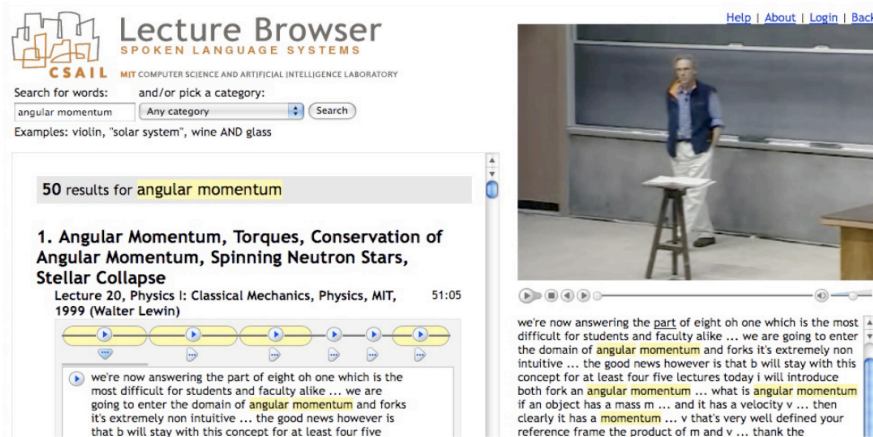 Help | About | Login | Back
Lecture Browser
SPOKEN LANGUAGE SYSTEMS
CSAIL MIT COMPUTER SCIENCE AND ARTIFICIAL INTELLIGENCE LABORATORY
Search for words: and/or pick a category:
angular momentum Any category Search
Examples: violin, "solar system", wine AND glass
50 results for angular momentum
1. Angular Momentum, Torques, Conservation of
Angular Momentum, Spinning Neutron Stars,
Stellar Collapse
Lecture 20, Physics I: Classical Mechanics, Physics, MIT, 51:05
1999 (Walter Lewin)
we're now answering the part of eight oh one which is the
most difficult for students and faculty alike ... we are
going to enter the domain of angular momentum and forks
it's extremely non intuitive ... the good news however is
that b will stay with this concept for at least four five
we're now answering the part of eight oh one which is the most
difficult for students and faculty alike ... we are going to enter
the domain of angular momentum and forks it's extremely non
intuitive ... the good news however is that b will stay with this
concept for at least four five lectures today i will introduce
both fork an angular momentum ... what is angular momentum
if an object has a mass m ... and it has a velocity v ... then
clearly it has a momentum ... v that's very well defined your
reference frame the product of m and v ... thank the